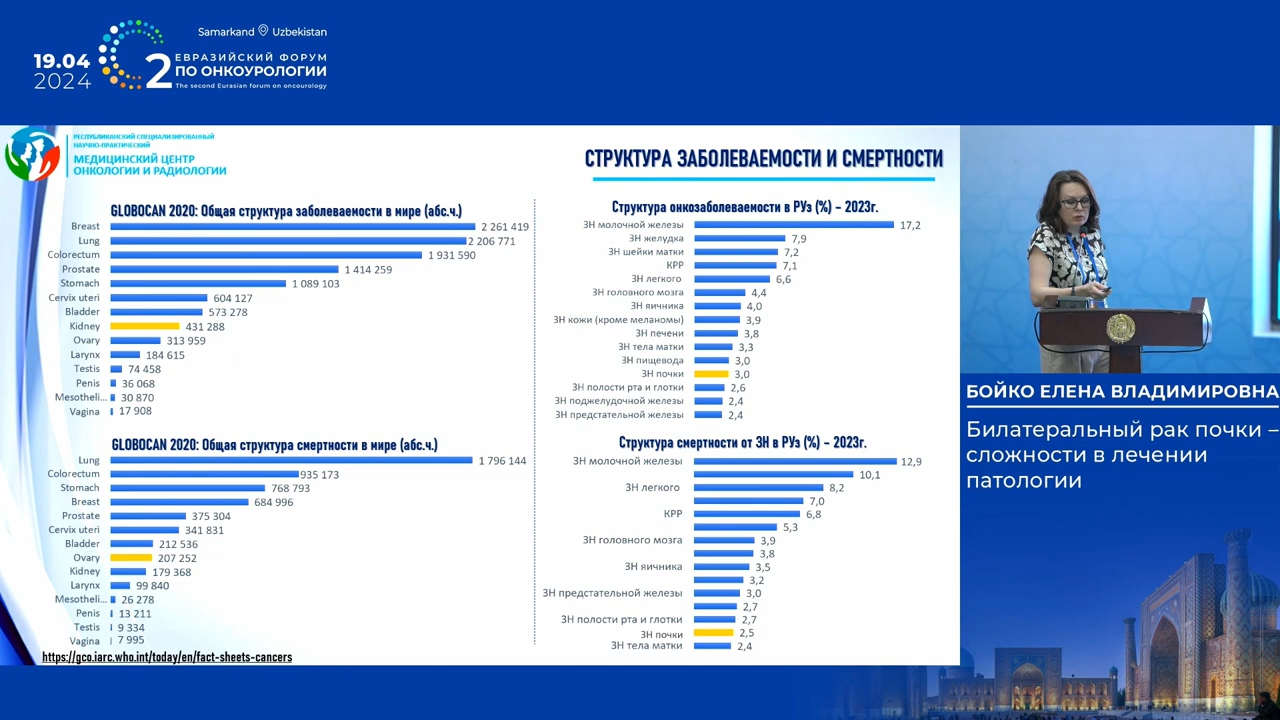 19.04
2024
2
Samarkand Uzbekistan
ЕВРАЗИЙСКИЙ ФОРУМ
ПО ОНКОУРОЛОГИИ
The second Eurasian forum on oncourology
РЕСПУБЛИКАНСКИЙ СПЕЦИАЛИЗИРОВАННЫЙ
НАУЧНО-ПРАКТИЧЕСКИЙ
МЕДИЦИНСКИЙ ЦЕНТР
ОНКОЛОГИИ И РАДИОЛОГИИ
СТРУКТУРА ЗАБОЛЕВАЕМОСТИ И СМЕРТНОСТИ
GLOBOCAN 2020: Общая структура заболеваемости в мире (абс.ч.)
Breast 2 261 419
Lung 2 206 771
Colorectum 1 931 590
Prostate 1 414 259
Stomach 1 089 103
Cervix uteri 604 127
Bladder 573 278
Kidney 431 288
Ovary 313 959
Larynx 184 615
Testis 74 458
Penis 36 068
Mesotheli... 30 870
Vagina 17 908
GLOBOCAN 2020: Общая структура смертности в мире (абс.ч.)
Lung 1 796 144
Colorectum 935 173
Stomach 768 793
Breast 684 996
Prostate 375 304
Cervix uteri 341 831
Bladder 212 536
Ovary 207 252
Kidney 179 368
Larynx 99 840
Mesotheli... 26 278
Penis 13 211
Testis 9 334
Vagina 7 995
https://gco.iarc.who.int/today/en/fact-sheets-cancers
Структура онкозаболеваемости в РУз (%) - 2023г.
ЗН молочной железы 17,2
ЗН желудка 7,9
ЗН шейки матки 7,2
КРР 7,1
ЗН легкого 6,6
ЗН головного мозга 4,4
ЗН яичника 4,0
ЗН кожи (кроме меланомы) 3,9
ЗН печени 3,8
ЗН тела матки 3,3
ЗН пищевода 3,0
ЗН почки 3,0
ЗН полости рта и глотки 2,6
ЗН поджелудочной железы 2,4
ЗН предстательной железы 2,4
Структура смертности от ЗН в РУз (%) - 2023г.
ЗН молочной железы 12,9
10,1
ЗН легкого 8,2
7,0
КРР 6,8
5,3
ЗН головного мозга 3,9
3,8
ЗН яичника 3,5
3,2
ЗН предстательной железы 3,0
2,7
ЗН полости рта и глотки 2,7
ЗН почки 2,5
ЗН тела матки 2,4
БОЙКО ЕЛЕНА ВЛАДИМИРОВНА
Билатеральный рак почки –
сложности в лечении
патологии